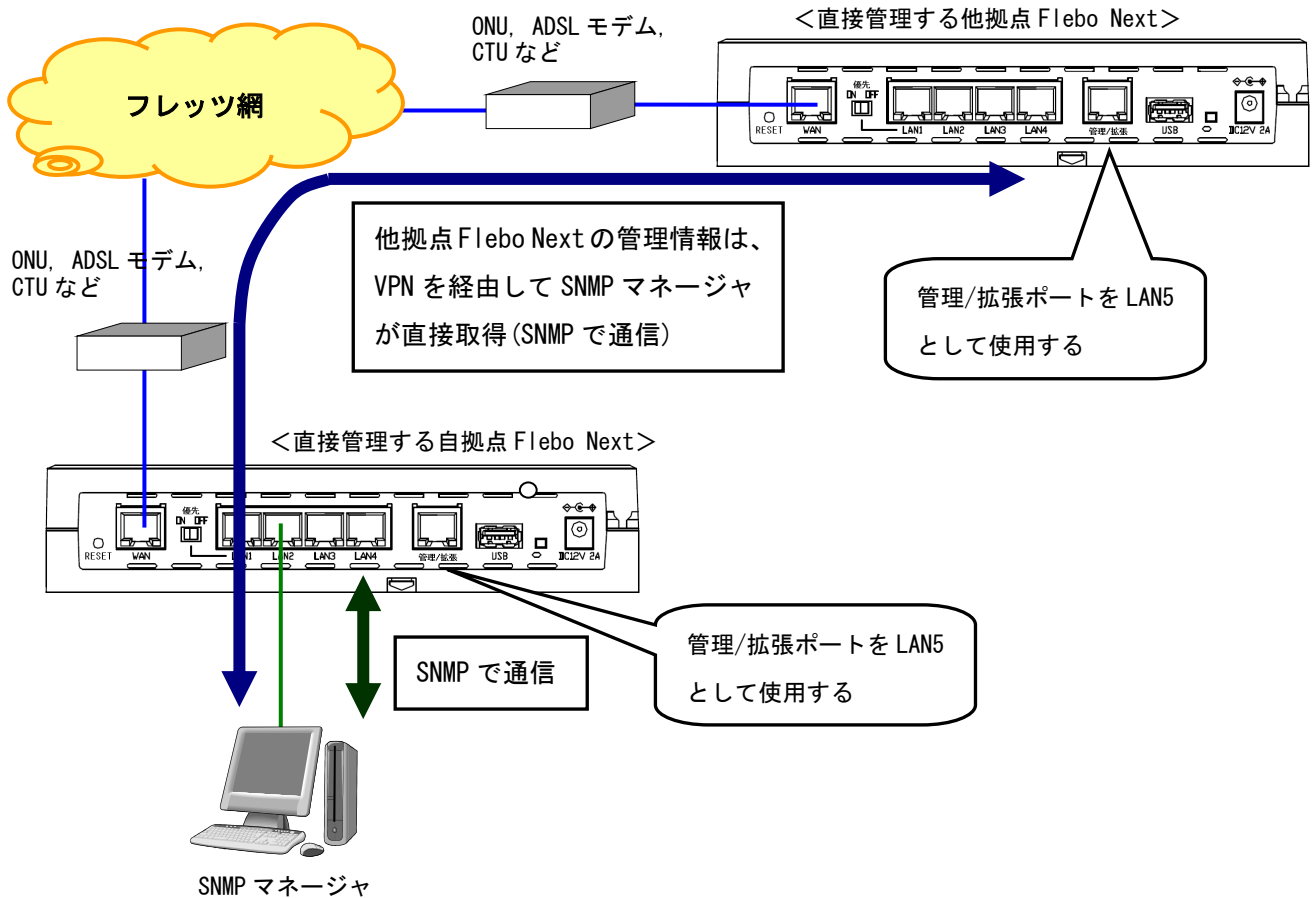 ONU, ADSL モデム,
CTU など
＜直接管理する他拠点 Flebo Next＞
フレッツ網
RESET
WAN
優先
ON OFF
LAN1
LAN2
LAN3
LAN4
管理/拡張
USB
DC12V 2A
他拠点 Flebo Next の管理情報は、
VPN を経由して SNMP マネージャ
が直接取得(SNMP で通信)
管理/拡張ポートを LAN5
として使用する
ONU, ADSL モデム,
CTU など
＜直接管理する自拠点 Flebo Next＞
RESET
WAN
優先
ON OFF
LAN1
LAN2
LAN3
LAN4
管理/拡張
USB
DC12V 2A
SNMP で通信
管理/拡張ポートを LAN5
として使用する
SNMP マネージャ